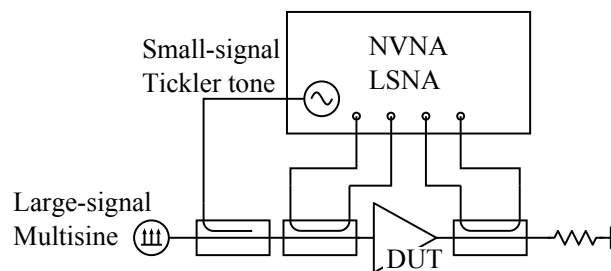 Small-signal
Tickler tone
NVNA
LSNA
Large-signal
Multisine
DUT